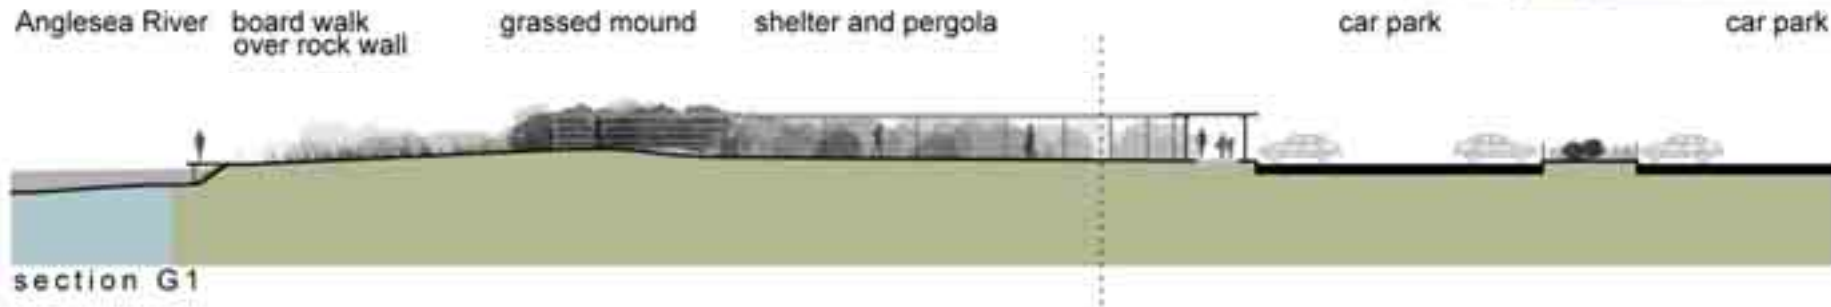 Anglesea River
board walk
over rock wall
grassed mound
shelter and pergola
car park
car park
section G1